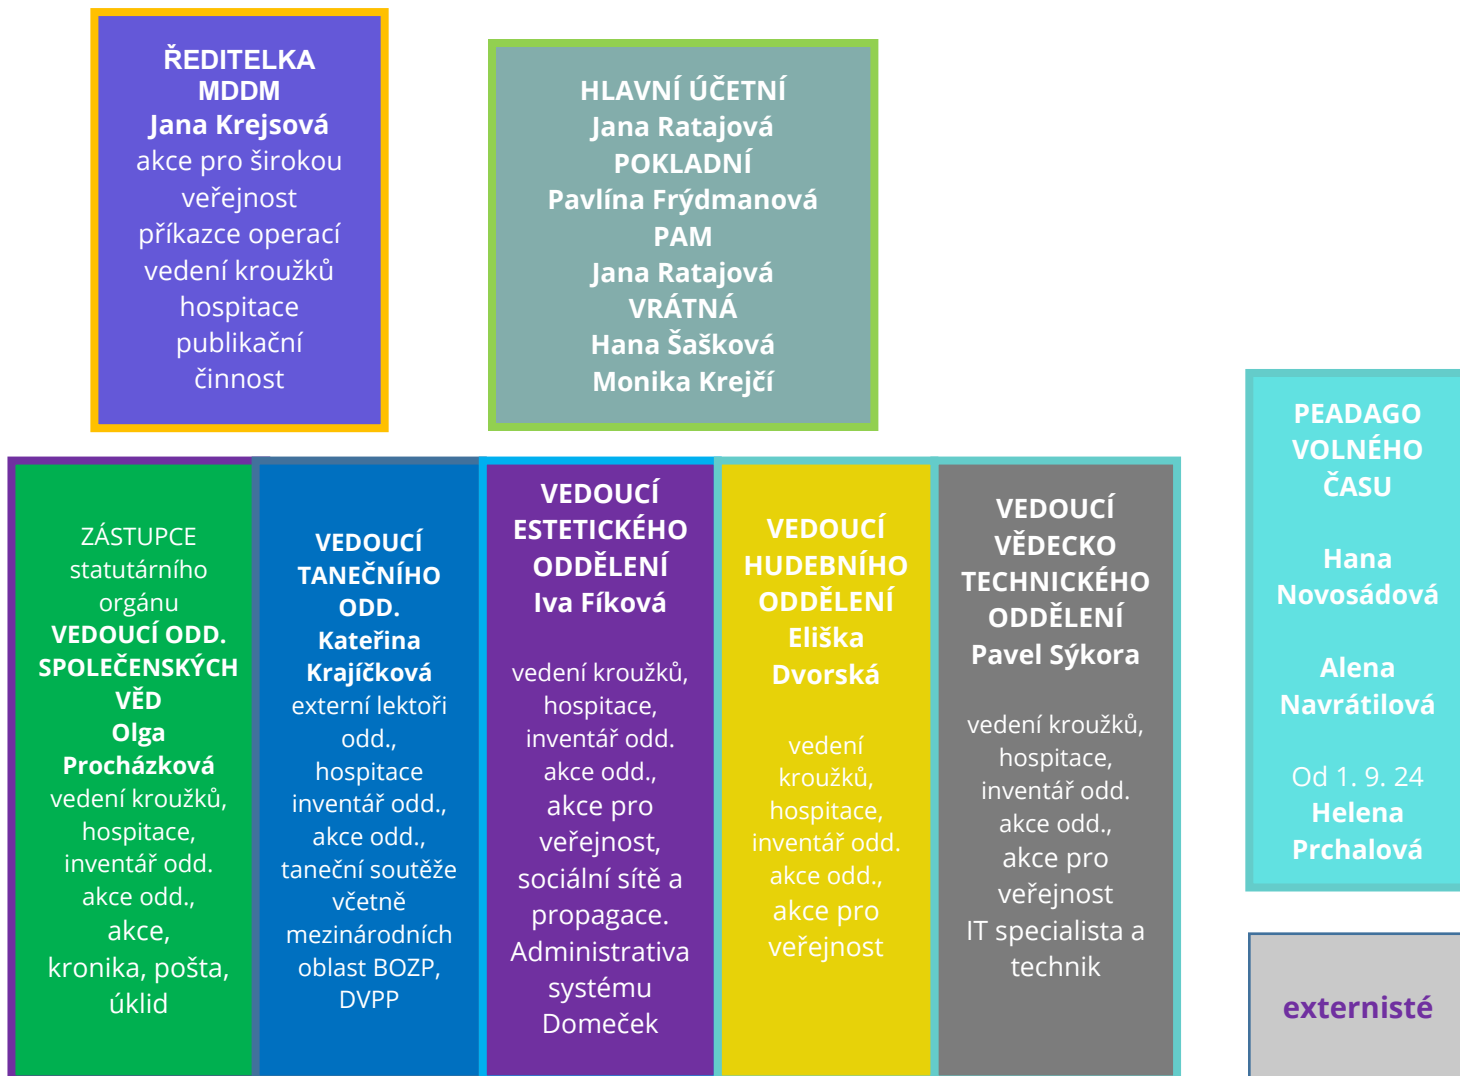 ŘEDITELKA
MDDM
Jana Krejsová
akce pro širokou
veřejnost
příkazce operací
vedení kroužků
hospitace
publikační
činnost
HLAVNÍ ÚČETNÍ
Jana Ratajová
POKLADNÍ
Pavlína Frýdmanová
PAM
Jana Ratajová
VRÁTNÁ
Hana Šašková
Monika Krejčí
ZÁSTUPCE
statutárního
orgánu
VEDOUCÍ ODD.
SPOLEČENSKÝCH
VĚD
Olga
Procházková
vedení kroužků,
hospitace,
inventář odd.
akce odd.,
akce,
kronika, pošta,
úklid
VEDOUCÍ
TANEČNÍHO
ODD.
Kateřina
Krajíčková
externí lektoři
odd.,
hospitace
inventář odd.,
akce odd.,
taneční soutěže
včetně
mezinárodních
oblast BOZP,
DVPP
VEDOUCÍ
ESTETICKÉHO
ODDĚLENÍ
Iva Fíková
vedení kroužků,
hospitace,
inventář odd.
akce odd.,
akce pro
veřejnost,
sociální sítě a
propagace.
Administrativa
systému
Domeček
VEDOUCÍ
HUDEBNÍHO
ODDĚLENÍ
Eliška
Dvorská
vedení
kroužků,
hospitace,
inventář odd.
akce odd.,
akce pro
veřejnost
VEDOUCÍ
VĚDECKO
TECHNICKÉHO
ODDĚLENÍ
Pavel Sýkora
vedení kroužků,
hospitace,
inventář odd.
akce odd.,
akce pro
veřejnost
IT specialista a
technik
PEADAGO
VOLNÉHO
ČASU
Hana
Novosádová
Alena
Navrátilová
Od 1. 9. 24
Helena
Prchalová
externisté